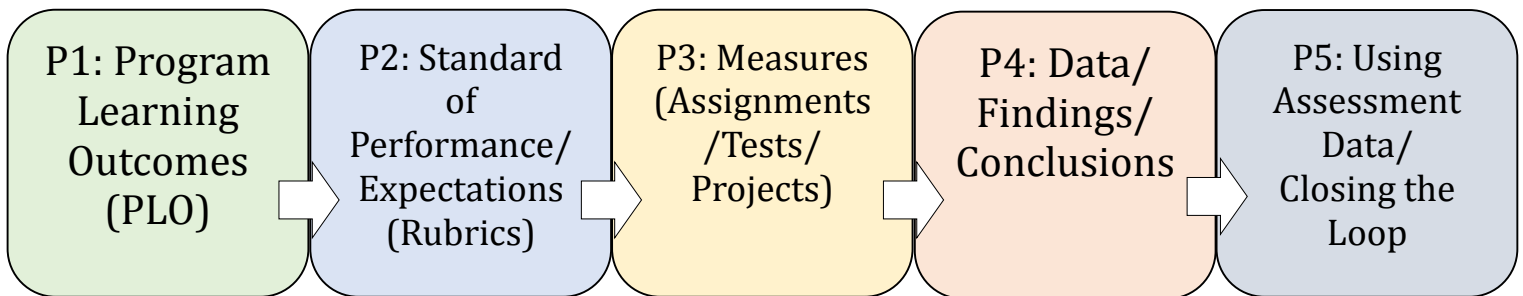 P1: Program
Learning
Outcomes
(PLO)
P2: Standard
of
Performance/
Expectations
(Rubrics)
P3: Measures
(Assignments
/Tests/
Projects)
P4: Data/
Findings/
Conclusions
P5: Using
Assessment
Data/
Closing the
Loop